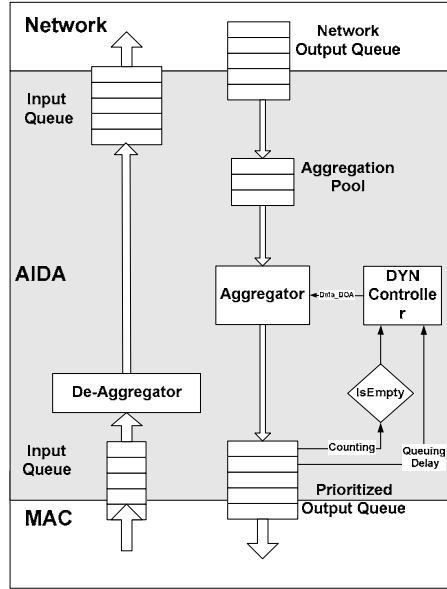 Network
Network
Output Queue
Input
Queue
Aggregation
Pool
AIDA
Aggregator
DYN
Controlle
r
De-Aggregator
IsEmpty
Input
Queue
Counting
Queuing
Delay
MAC
Prioritized
Output Queue